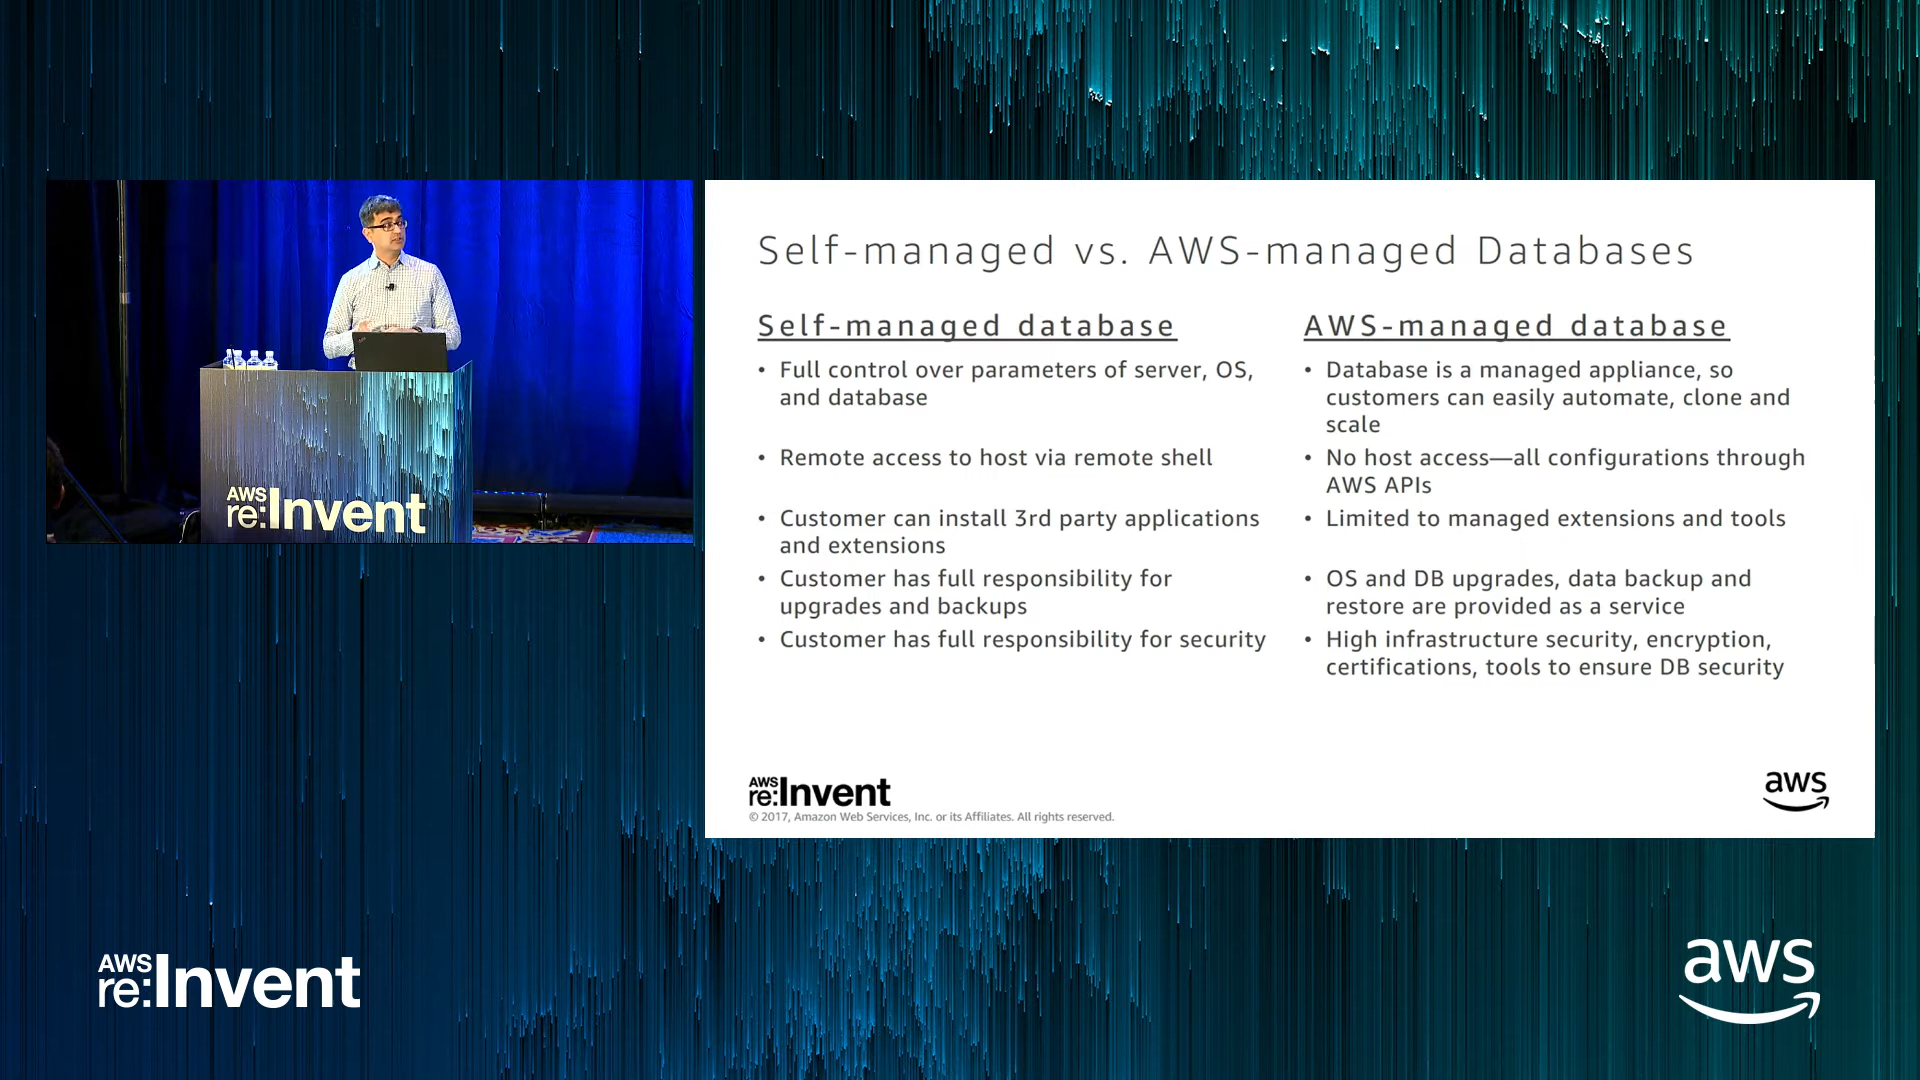 Self-managed vs. AWS-managed Databases
Self-managed database
• Full control over parameters of server, OS,
and database
• Remote access to host via remote shell
• Customer can install 3rd party applications
and extensions
• Customer has full responsibility for
upgrades and backups
• Customer has full responsibility for security
AWS-managed database
• Database is a managed appliance, so
customers can easily automate, clone and
scale
• No host access—all configurations through
AWS APIs
• Limited to managed extensions and tools
• OS and DB upgrades, data backup and
restore are provided as a service
• High infrastructure security, encryption,
certifications, tools to ensure DB security
AWS
re:Invent
© 2017, Amazon Web Services, Inc. or its Affiliates. All rights reserved.
aws
AWS
re:Invent
AWS
re:Invent
aws